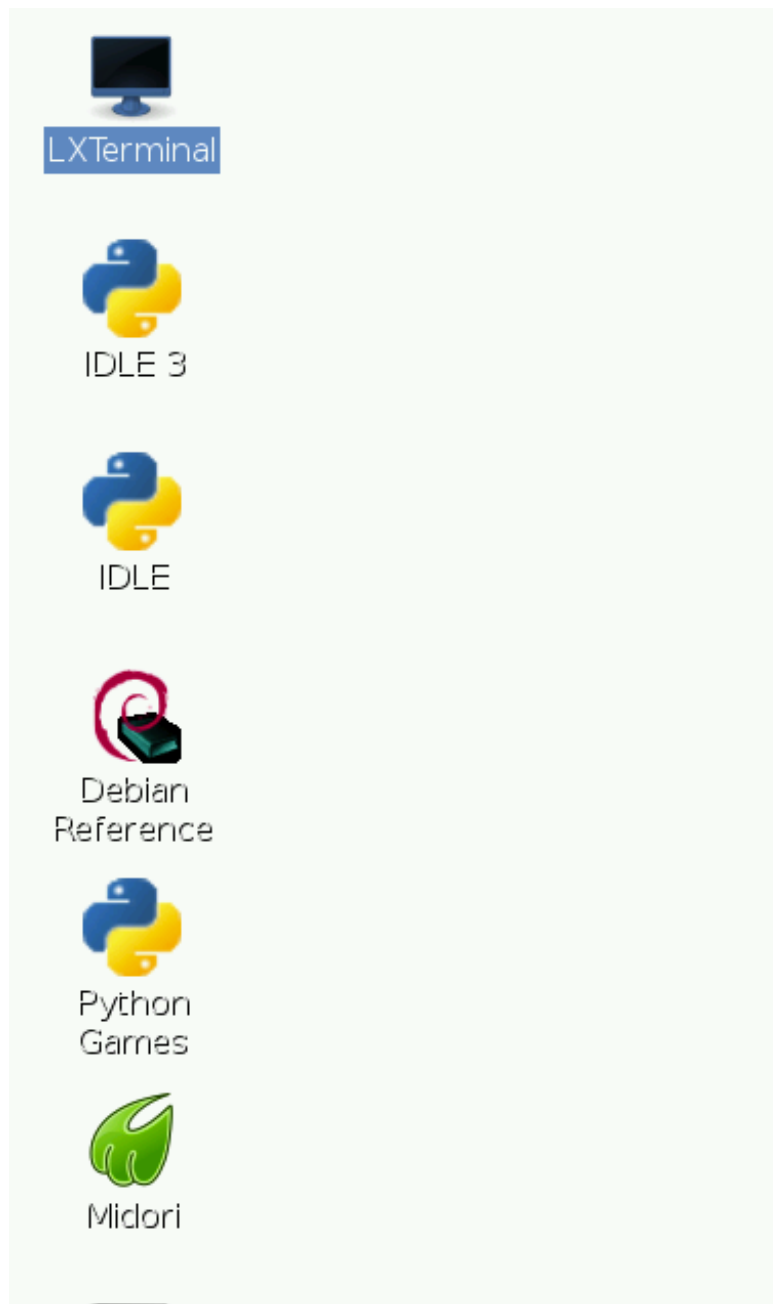 LXTerminal
IDLE 3
IDLE
Debian
Reference
Python
Games
Midori